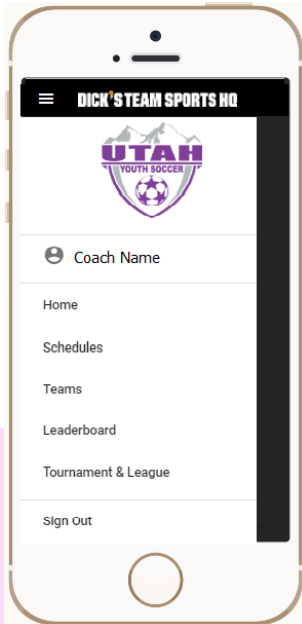 DICK'S TEAM SPORTS HQ
UTAH
YOUTH SOCCER
Coach Name
Home
Schedules
Teams
Leaderboard
Tournament & League
Sign Out